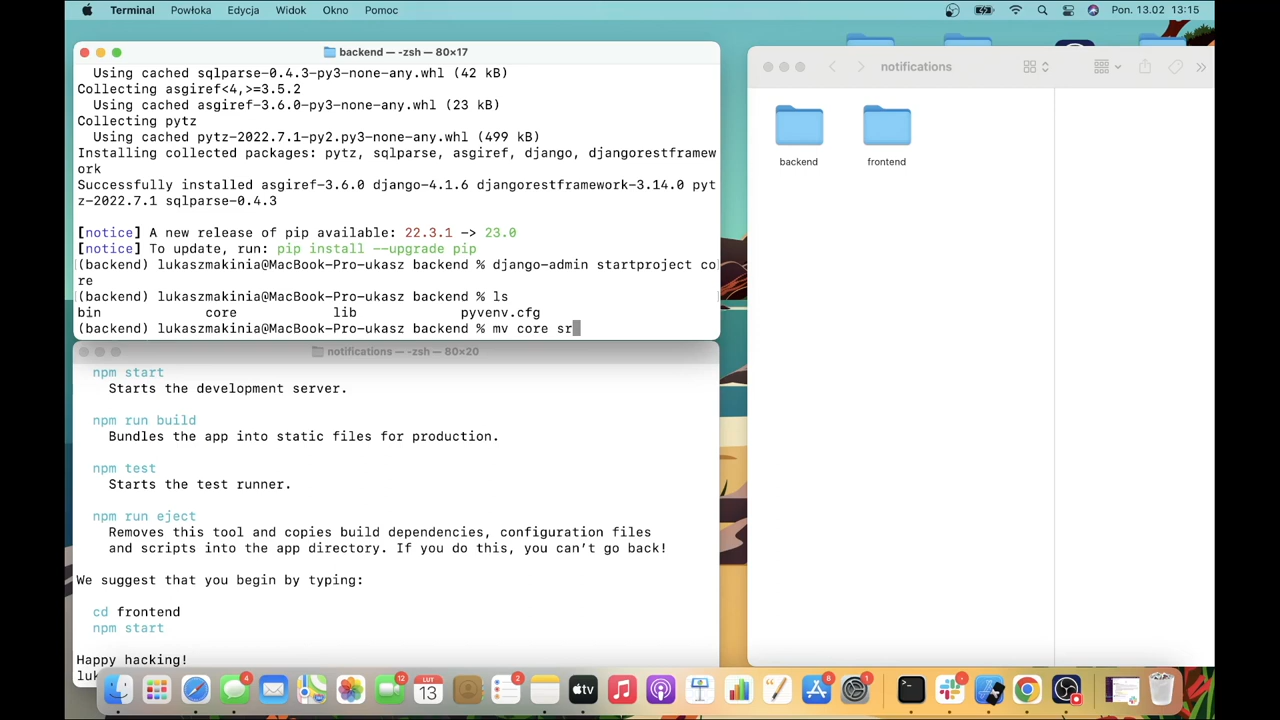 Terminal Powłoka Edycja Widok Okno Pomoc Pon. 13.02 13:15
backend — -zsh — 80×17
Using cached sqlparse-0.4.3-py3-none-any.whl (42 kB)
Collecting asgiref<4,>=3.5.2
Using cached asgiref-3.6.0-py3-none-any.whl (23 kB)
Collecting pytz
Using cached pytz-2022.7.1-py2.py3-none-any.whl (499 kB)
Installing collected packages: pytz, sqlparse, asgiref, django, djangorestframew
ork
Successfully installed asgiref-3.6.0 django-4.1.6 djangorestframework-3.14.0 pyt
z-2022.7.1 sqlparse-0.4.3
[notice] A new release of pip available: 22.3.1 -> 23.0
[notice] To update, run: pip install --upgrade pip
(backend) lukaszmakinia@MacBook-Pro-ukasz backend % django-admin startproject co
re
(backend) lukaszmakinia@MacBook-Pro-ukasz backend % ls
bin core lib pyvenv.cfg
(backend) lukaszmakinia@MacBook-Pro-ukasz backend % mv core sr
notifications — -zsh — 80×20
npm start
Starts the development server.
npm run build
Bundles the app into static files for production.
npm test
Starts the test runner.
npm run eject
Removes this tool and copies build dependencies, configuration files
and scripts into the app directory. If you do this, you can’t go back!
We suggest that you begin by typing:
cd frontend
npm start
Happy hacking!
notifications
backend frontend
4 12 LUT 13 2 tv 8 1